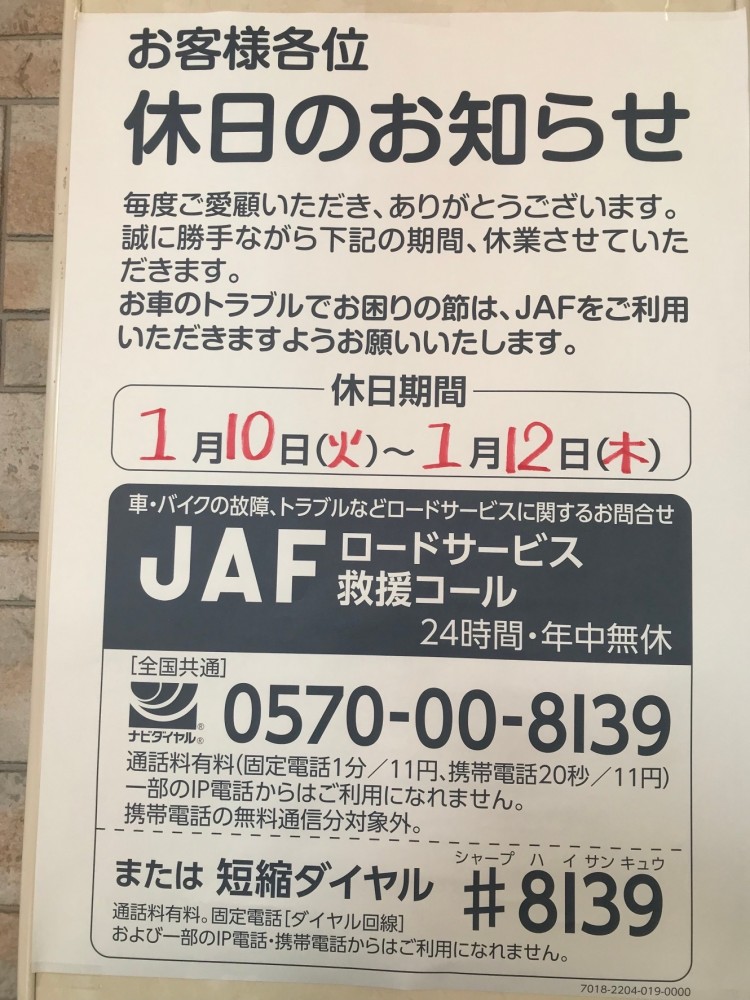 お客様各位
休日のお知らせ
毎度ご愛顧いただき、ありがとうございます。
誠に勝手ながら下記の期間、休業させていた
だきます。
お車のトラブルでお困りの節は、JAFをご利用
いただきますようお願いいたします。
休日期間
1月10日(火)〜1月12日(木)
車・バイクの故障、トラブルなどロードサービスに関するお問合せ
JAF ロードサービス
救援コール
24時間・年中無休
[全国共通]
ナビダイヤル® ® 0570-00-8139
通話料有料(固定電話1分/11円、携帯電話20秒/11円)
一部のIP電話からはご利用になれません。
携帯電話の無料通信分対象外。
シャープ ハ イ サン キュウ
または 短縮ダイヤル #8139
通話料有料。固定電話[ダイヤル回線]
および一部のIP電話・携帯電話からはご利用になれません。
7018-2204-019-0000